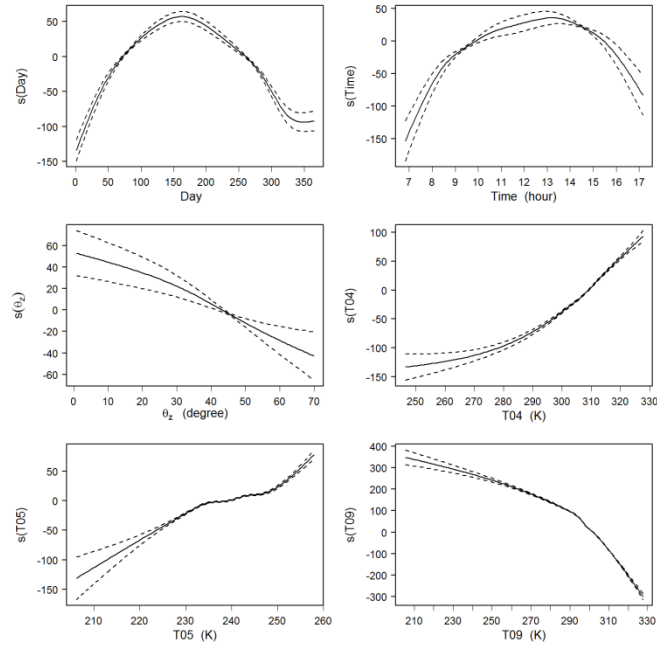 s(Day)
50
0
-50
-100
-150
0 50 100 150 200 250 300 350
Day
s(Time)
50
0
-50
-100
-150
7 8 9 10 11 12 13 14 15 16 17
Time (hour)
s(θz)
60
40
20
0
-20
-40
-60
0 10 20 30 40 50 60 70
θz (degree)
s(T04)
100
50
0
-50
-100
-150
250 260 270 280 290 300 310 320 330
T04 (K)
s(T05)
50
0
-50
-100
-150
210 220 230 240 250 260
T05 (K)
s(T09)
400
300
200
100
0
-100
-200
-300
210 230 250 270 290 310 330
T09 (K)